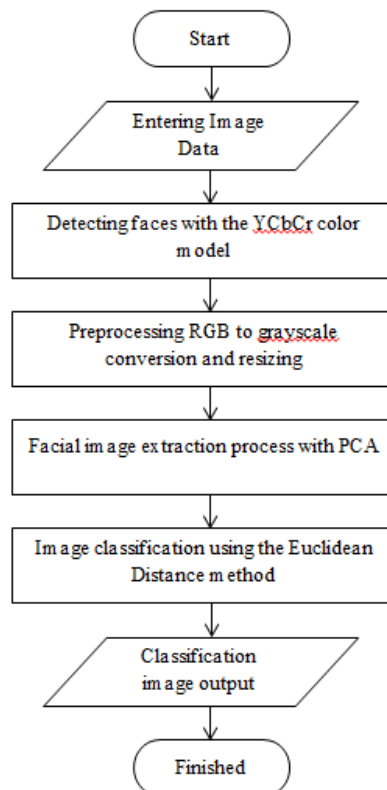 Start
Entering Image
Data
Detecting faces with the YCbCr color
model
Preprocessing RGB to grayscale
conversion and resizing
Facial image extraction process with PCA
Image classification using the Euclidean
Distance method
Classification
image output
Finished